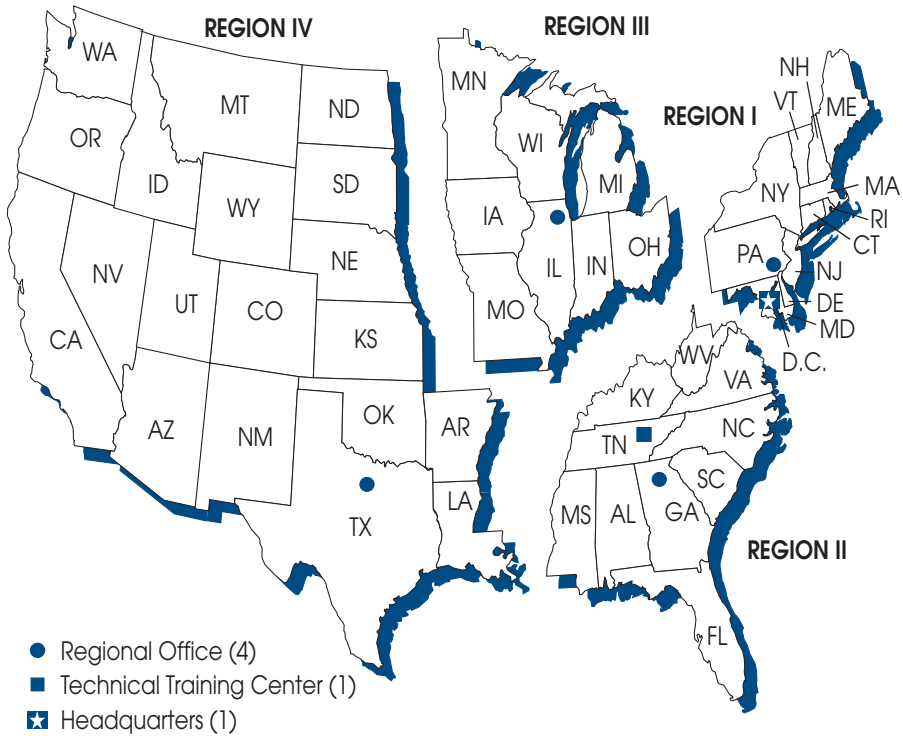 REGION IV
WA
MT
ND
OR
ID
SD
WY
NE
NV
UT
CO
KS
CA
AZ
NM
OK
AR
LA
TX
REGION III
MN
WI
MI
IA
IL
IN
OH
MO
REGION I
NH
VT
ME
NY
MA
RI
CT
PA
NJ
DE
MD
D.C.
WV
VA
KY
NC
TN
SC
MS
AL
GA
REGION II
FL
Regional Office (4)
Technical Training Center (1)
Headquarters (1)